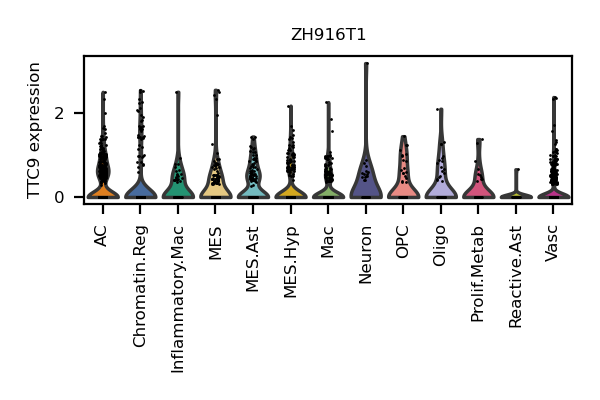 ZH916T1
TTC9 expression
2
0
AC
Chromatin.Reg
Inflammatory.Mac
MES
MES.Ast
MES.Hyp
Mac
Neuron
OPC
Oligo
Prolif.Metab
Reactive.Ast
Vasc